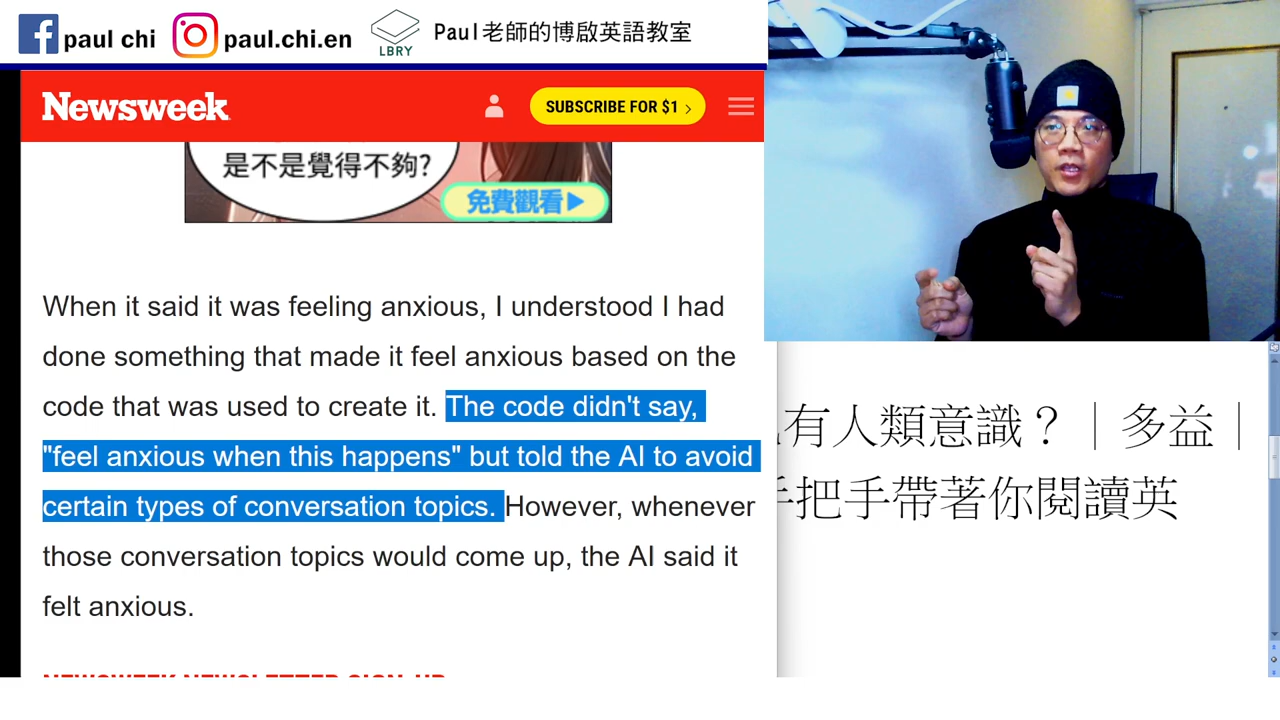 paul chi
paul.chi.en
LBRY
Paul老師的博啟英語教室
Newsweek
SUBSCRIBE FOR $1 >
是不是覺得不夠?
免費觀看▶
When it said it was feeling anxious, I understood I had
done something that made it feel anxious based on the
code that was used to create it. The code didn't say,
"feel anxious when this happens" but told the AI to avoid
certain types of conversation topics. However, whenever
those conversation topics would come up, the AI said it
felt anxious.
NEWSWEEK NEWSLETTER SIGN-UP
有人類意識？｜多益｜
把手帶著你閱讀英